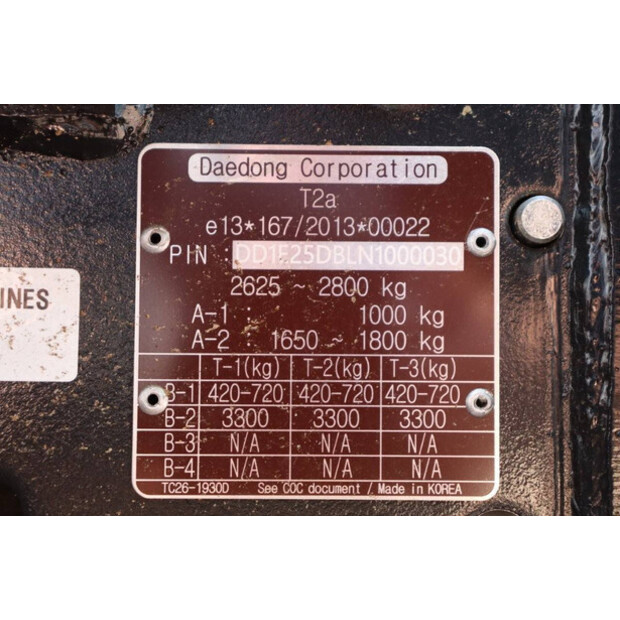 Daedong Corporation
T2a
e13*167/2013*00022
PIN : DD1E25DBLN1000030
INES
2625 ~ 2800 kg
A-1 : 1000 kg
A-2 : 1650 ~ 1800 kg
T-1(kg) T-2(kg) T-3(kg)
B-1 420-720 420-720 420-720
B-2 3300 3300 3300
B-3 N/A N/A N/A
B-4 N/A N/A N/A
TC26-1930D See COC document / Made in KOREA